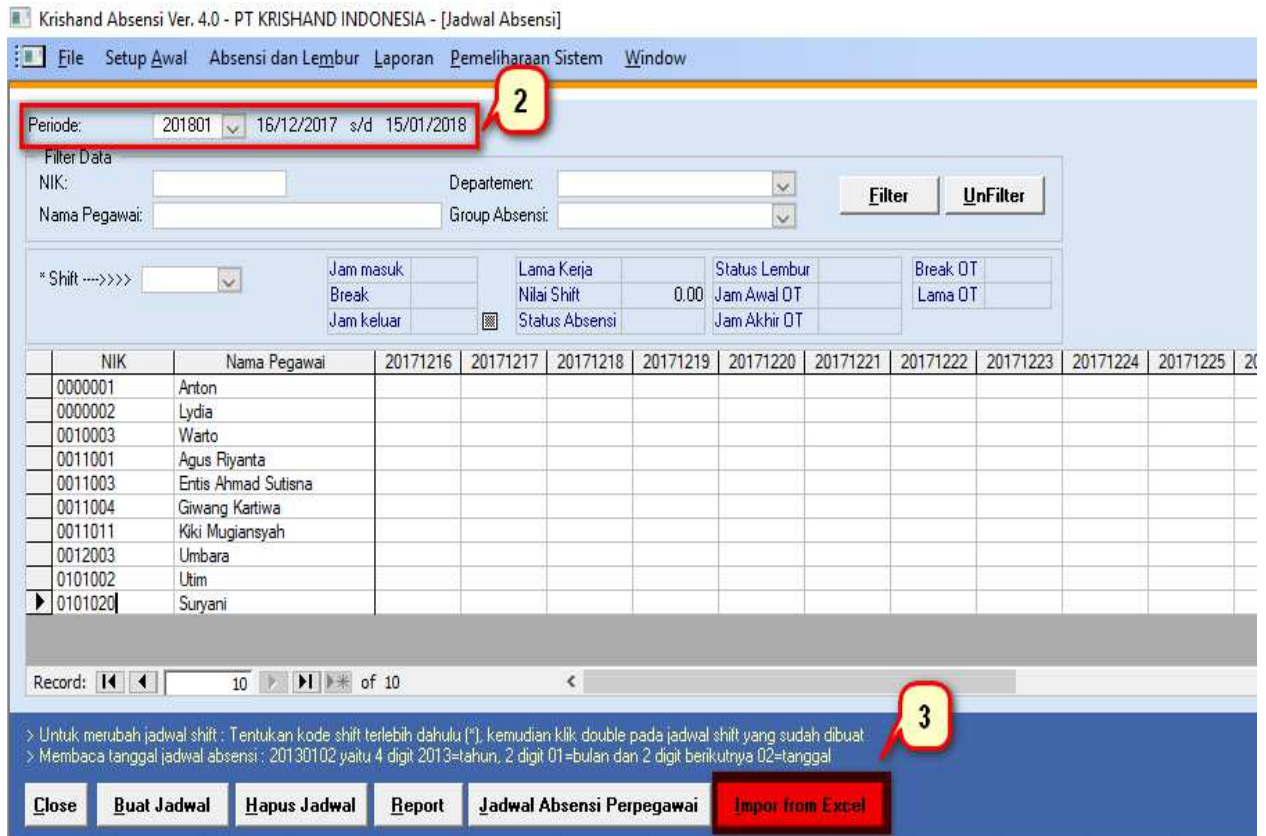 Krishand Absensi Ver. 4.0 - PT KRISHAND INDONESIA - [Jadwal Absensi]
File Setup Awal Absensi dan Lembur Laporan Pemeliharaan Sistem Window
2
Periode: 201801 16/12/2017 s/d 15/01/2018
Filter Data
NIK: Departemen:
Filter UnFilter
Nama Pegawai: Group Absensi:
* Shift ---->>>> Jam masuk Lama Kerja Status Lembur Break OT
Break Nilai Shift 0.00 Jam Awal OT Lama OT
Jam keluar Status Absensi Jam Akhir OT
NIK Nama Pegawai 20171216 20171217 20171218 20171219 20171220 20171221 20171222 20171223 20171224 20171225 20
0000001 Anton
0000002 Lydia
0010003 Warto
0011001 Agus Riyanta
0011003 Entis Ahmad Sutisna
0011004 Giwang Kartiwa
0011011 Kiki Mugiansyah
0012003 Umbara
0101002 Utim
0101020 Suryani
Record: 10 of 10
3
> Untuk merubah jadwal shift : Tentukan kode shift terlebih dahulu (*), kemudian klik double pada jadwal shift yang sudah dibuat
> Membaca tanggal jadwal absensi : 20130102 yaitu 4 digit 2013=tahun, 2 digit 01=bulan dan 2 digit berikutnya 02=tanggal
Close Buat Jadwal Hapus Jadwal Report Jadwal Absensi Perpegawai Impor from Excel